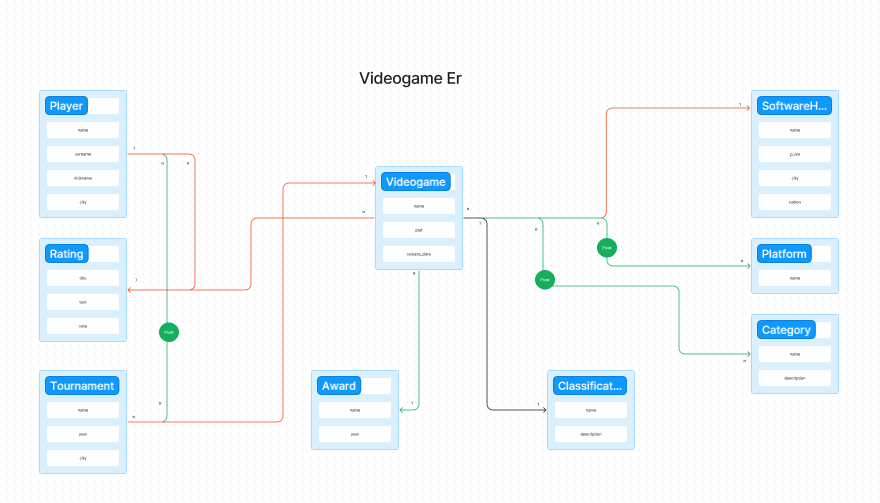 Videogame Er
Player
name
surname
nickname
city
Rating
title
text
vote
Tournament
name
year
city
Videogame
name
plot
release_date
Award
name
year
Classificat...
name
description
SoftwareH...
name
p_iva
city
nation
Platform
name
Category
name
description
Pivot
Pivot
Pivot
1
n
n
1
n
n
1
n
n
1
n
1
1
n
n
1
n
n